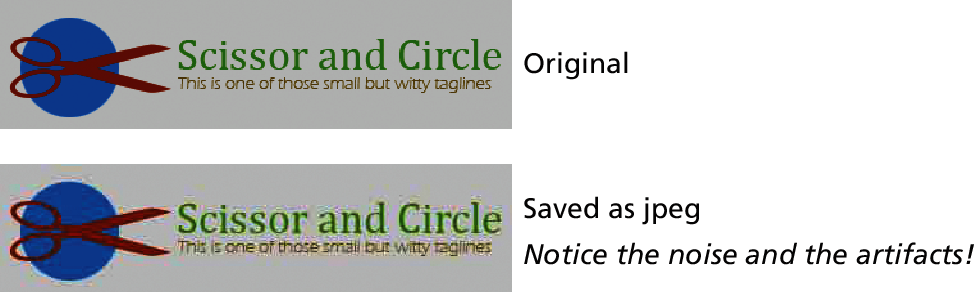 Scissor and Circle
This is one of those small but witty taglines
Original
Scissor and Circle
This is one of those small but witty taglines
Saved as jpeg
Notice the noise and the artifacts!